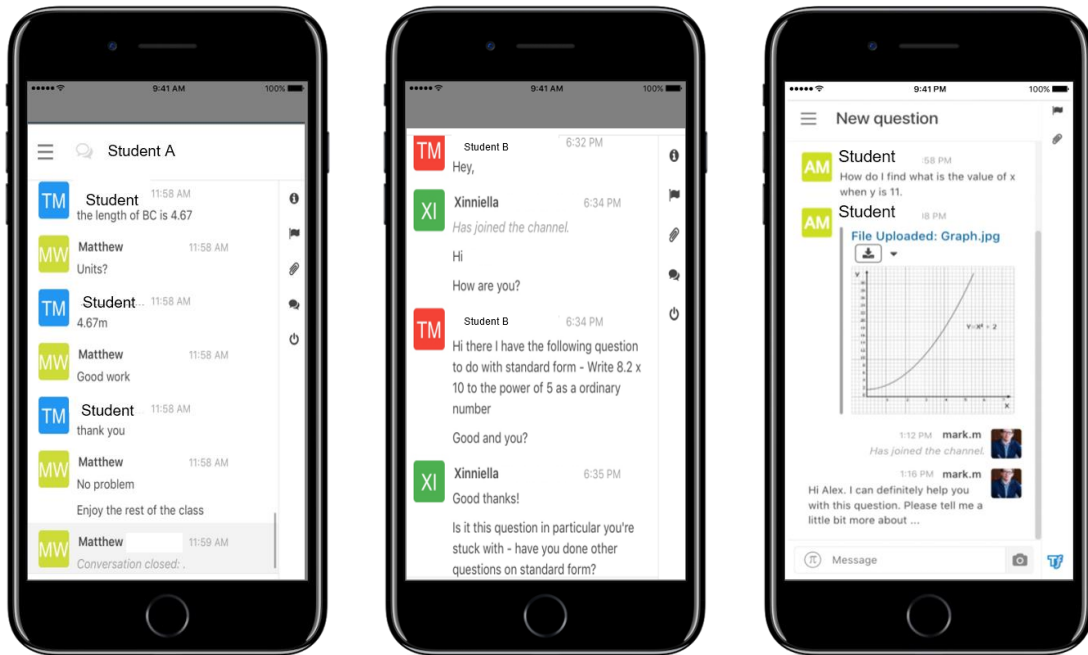 9:41 AM
100%
Student A
TM
Student
11:58 AM
the length of BC is 4.67
MW
Matthew
11:58 AM
Units?
TM
Student
11:58 AM
4.67m
MW
Matthew
11:58 AM
Good work
TM
Student
11:58 AM
thank you
MW
Matthew
11:58 AM
No problem
Enjoy the rest of the class
MW
Matthew
11:59 AM
Conversation closed: .
9:41 AM
100%
TM
Student B
6:32 PM
Hey,
XI
Xinniella
6:34 PM
Has joined the channel.
Hi
How are you?
TM
Student B
6:34 PM
Hi there I have the following question
to do with standard form - Write 8.2 x
10 to the power of 5 as a ordinary
number
Good and you?
XI
Xinniella
6:35 PM
Good thanks!
Is it this question in particular you're
stuck with - have you done other
questions on standard form?
9:41 PM
100%
New question
AM
Student
:58 PM
How do I find what is the value of x
when y is 11.
AM
Student
PM
File Uploaded: Graph.jpg
Y
X
1:12 PM mark.m
Has joined the channel.
1:16 PM mark.m
Hi Alex. I can definitely help you
with this question. Please tell me a
little bit more about ...
π
Message
Tf